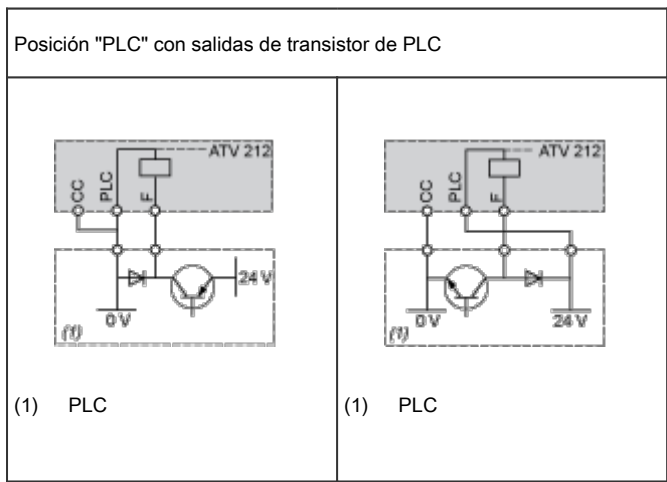 Posición "PLC" con salidas de transistor de PLC
ATV 212
CC
PLC
F
24 V
0 V
(1)
(1) PLC
ATV 212
CC
PLC
F
0 V
24 V
(1)
(1) PLC